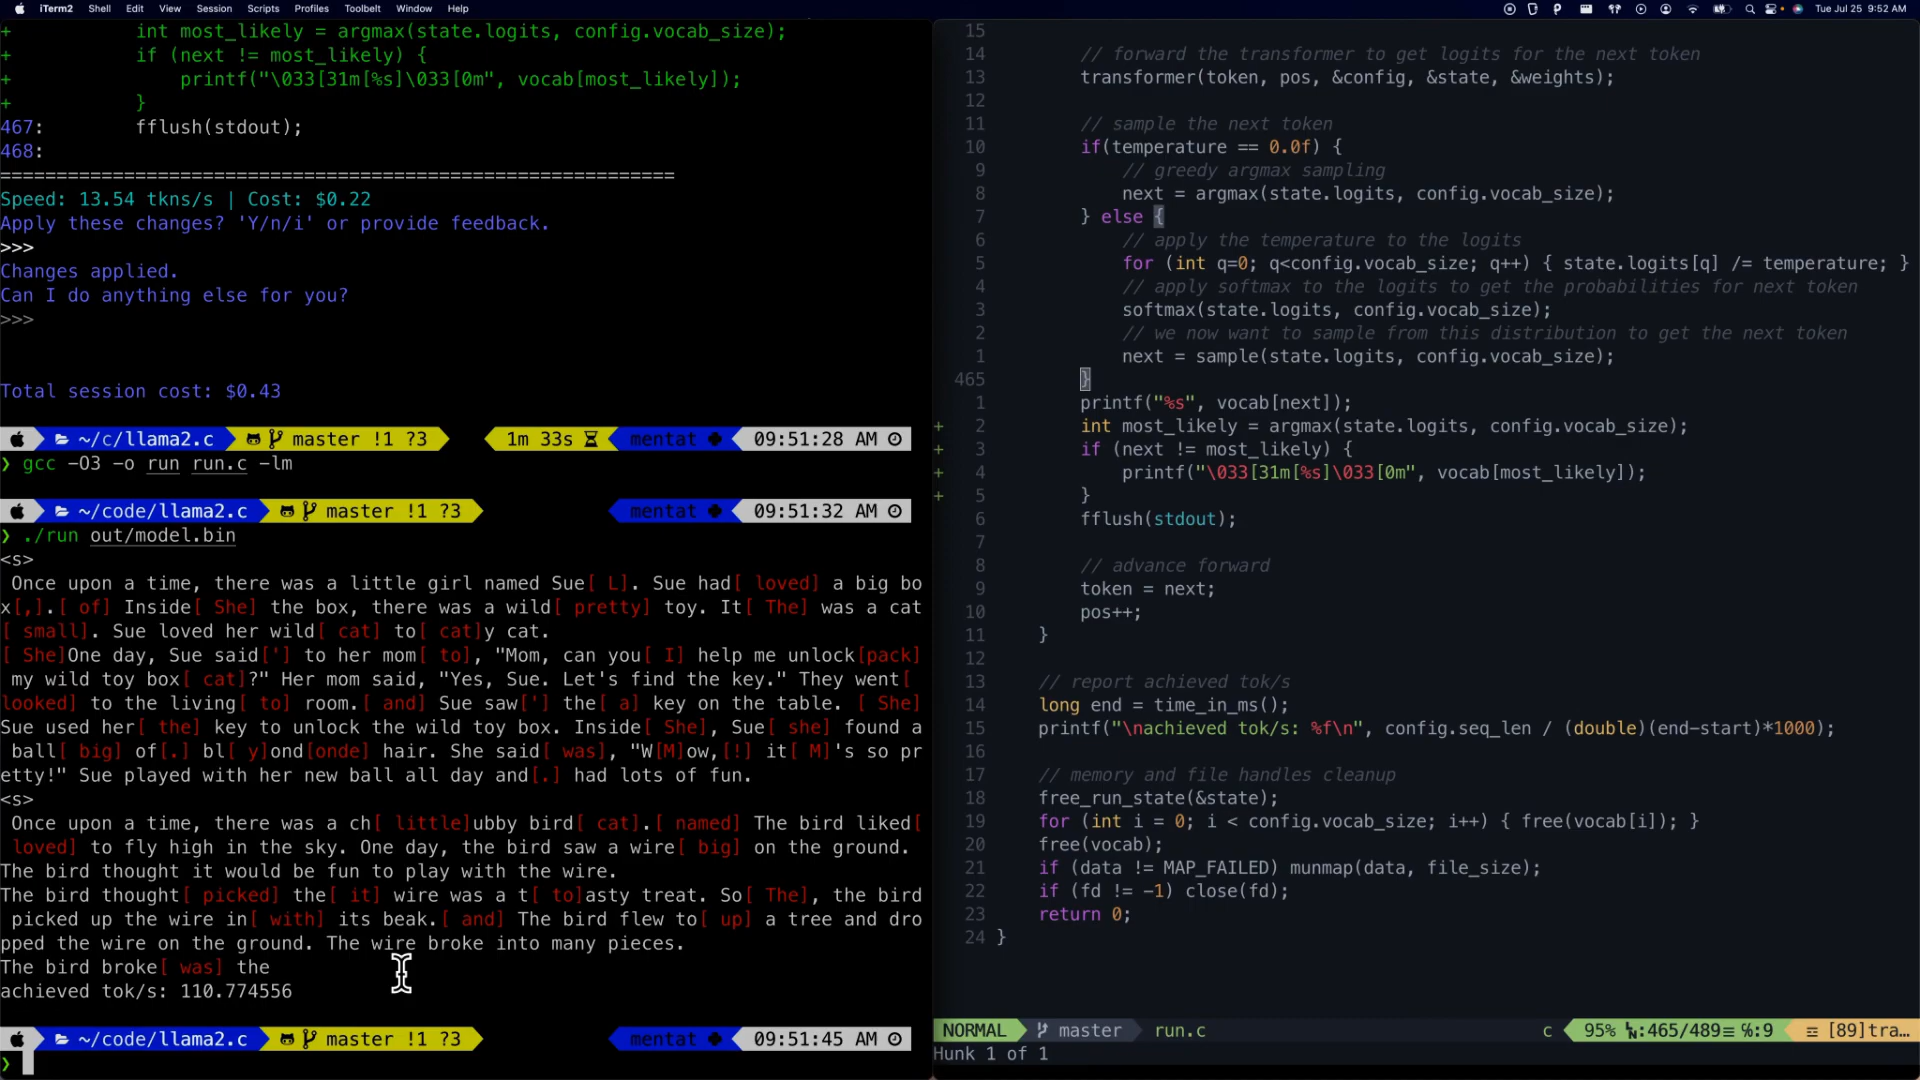 iTerm2 Shell Edit View Session Scripts Profiles Toolbelt Window Help Tue Jul 25 9:52 AM
+ int most_likely = argmax(state.logits, config.vocab_size);
+ if (next != most_likely) {
+ printf("\033[31m[%s]\033[0m", vocab[most_likely]);
+ }
467: fflush(stdout);
468:
============================================================
Speed: 13.54 tkns/s | Cost: $0.22
Apply these changes? 'Y/n/i' or provide feedback.
>>>
Changes applied.
Can I do anything else for you?
>>>
Total session cost: $0.43
~/c/llama2.c master !1 ?3 1m 33s mentat 09:51:28 AM
❯ gcc -O3 -o run run.c -lm
~/code/llama2.c master !1 ?3 mentat 09:51:32 AM
❯ ./run out/model.bin
<s>
Once upon a time, there was a little girl named Sue[ L]. Sue had[ loved] a big bo
x[,].[ of] Inside[ She] the box, there was a wild[ pretty] toy. It[ The] was a cat
[ small]. Sue loved her wild[ cat] to[ cat]y cat.
[ She]One day, Sue said['] to her mom[ to], "Mom, can you[ I] help me unlock[pack]
my wild toy box[ cat]?" Her mom said, "Yes, Sue. Let's find the key." They went[
looked] to the living[ to] room.[ and] Sue saw['] the[ a] key on the table. [ She]
Sue used her[ the] key to unlock the wild toy box. Inside[ She], Sue[ she] found a
ball[ big] of[.] bl[ y]ond[onde] hair. She said[ was], "W[M]ow,[!] it[ M]'s so pr
etty!" Sue played with her new ball all day and[.] had lots of fun.
<s>
Once upon a time, there was a ch[ little]ubby bird[ cat].[ named] The bird liked[
loved] to fly high in the sky. One day, the bird saw a wire[ big] on the ground.
The bird thought it would be fun to play with the wire.
The bird thought[ picked] the[ it] wire was a t[ to]asty treat. So[ The], the bird
picked up the wire in[ with] its beak.[ and] The bird flew to[ up] a tree and dro
pped the wire on the ground. The wire broke into many pieces.
The bird broke[ was] the
achieved tok/s: 110.774556
~/code/llama2.c master !1 ?3 mentat 09:51:45 AM
❯
15
14 // forward the transformer to get logits for the next token
13 transformer(token, pos, &config, &state, &weights);
12
11 // sample the next token
10 if(temperature == 0.0f) {
9 // greedy argmax sampling
8 next = argmax(state.logits, config.vocab_size);
7 } else {
6 // apply the temperature to the logits
5 for (int q=0; q<config.vocab_size; q++) { state.logits[q] /= temperature; }
4 // apply softmax to the logits to get the probabilities for next token
3 softmax(state.logits, config.vocab_size);
2 // we now want to sample from this distribution to get the next token
1 next = sample(state.logits, config.vocab_size);
465 }
1 printf("%s", vocab[next]);
+ 2 int most_likely = argmax(state.logits, config.vocab_size);
+ 3 if (next != most_likely) {
+ 4 printf("\033[31m[%s]\033[0m", vocab[most_likely]);
+ 5 }
6 fflush(stdout);
7
8 // advance forward
9 token = next;
10 pos++;
11 }
12
13 // report achieved tok/s
14 long end = time_in_ms();
15 printf("\nachieved tok/s: %f\n", config.seq_len / (double)(end-start)*1000);
16
17 // memory and file handles cleanup
18 free_run_state(&state);
19 for (int i = 0; i < config.vocab_size; i++) { free(vocab[i]); }
20 free(vocab);
21 if (data != MAP_FAILED) munmap(data, file_size);
22 if (fd != -1) close(fd);
23 return 0;
24 }
NORMAL master run.c c 95% ㏑:465/489≡ ℅:9 ☲ [89]tra…
Hunk 1 of 1